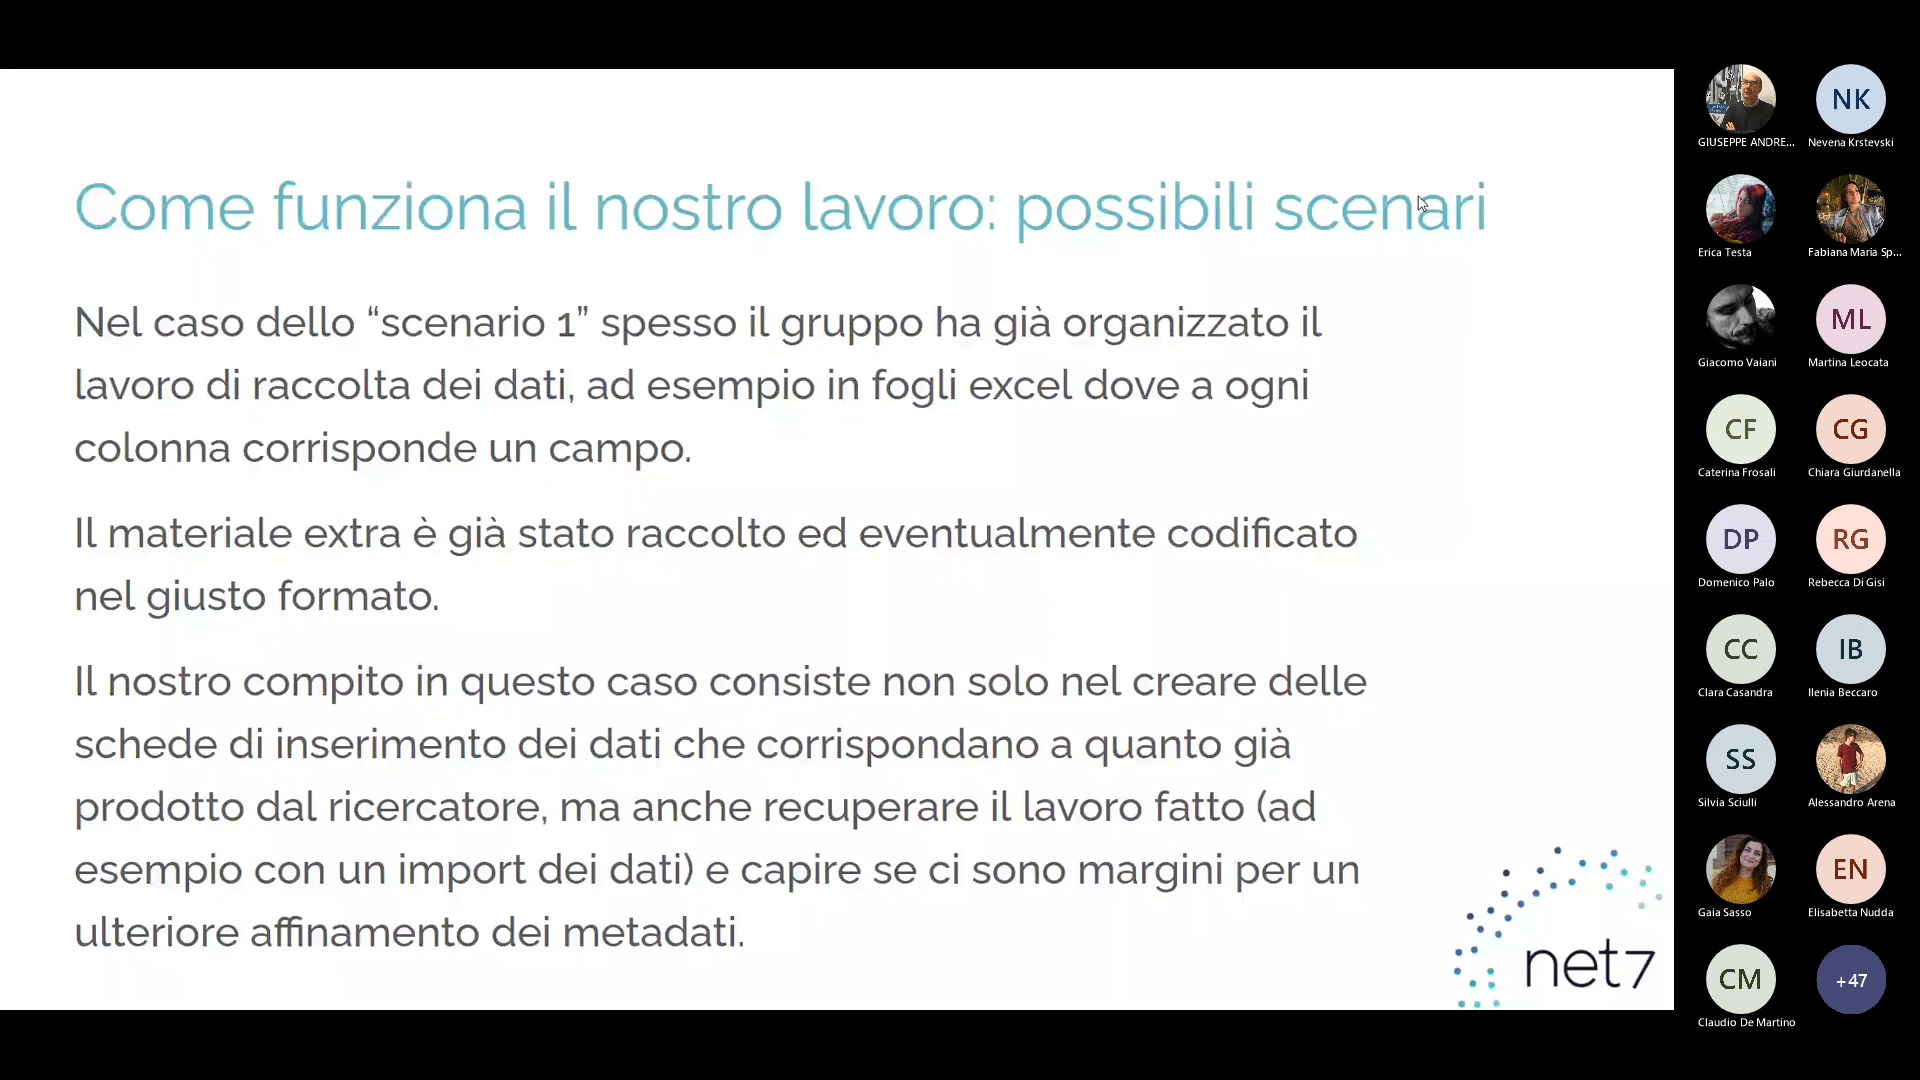 Come funziona il nostro lavoro: possibili scenari
Nel caso dello “scenario 1” spesso il gruppo ha già organizzato il
lavoro di raccolta dei dati, ad esempio in fogli excel dove a ogni
colonna corrisponde un campo.
Il materiale extra è già stato raccolto ed eventualmente codificato
nel giusto formato.
Il nostro compito in questo caso consiste non solo nel creare delle
schede di inserimento dei dati che corrispondano a quanto già
prodotto dal ricercatore, ma anche recuperare il lavoro fatto (ad
esempio con un import dei dati) e capire se ci sono margini per un
ulteriore affinamento dei metadati.
net7
GIUSEPPE ANDRE...
NK
Nevena Krstevski
Erica Testa
Fabiana Maria Sp...
Giacomo Vaiani
ML
Martina Leocata
CF
Caterina Frosali
CG
Chiara Giurdanella
DP
Domenico Palo
RG
Rebecca Di Gisi
CC
Clara Casandra
IB
Ilenia Beccaro
SS
Silvia Sciulli
Alessandro Arena
Gaia Sasso
EN
Elisabetta Nudda
CM
Claudio De Martino
+47